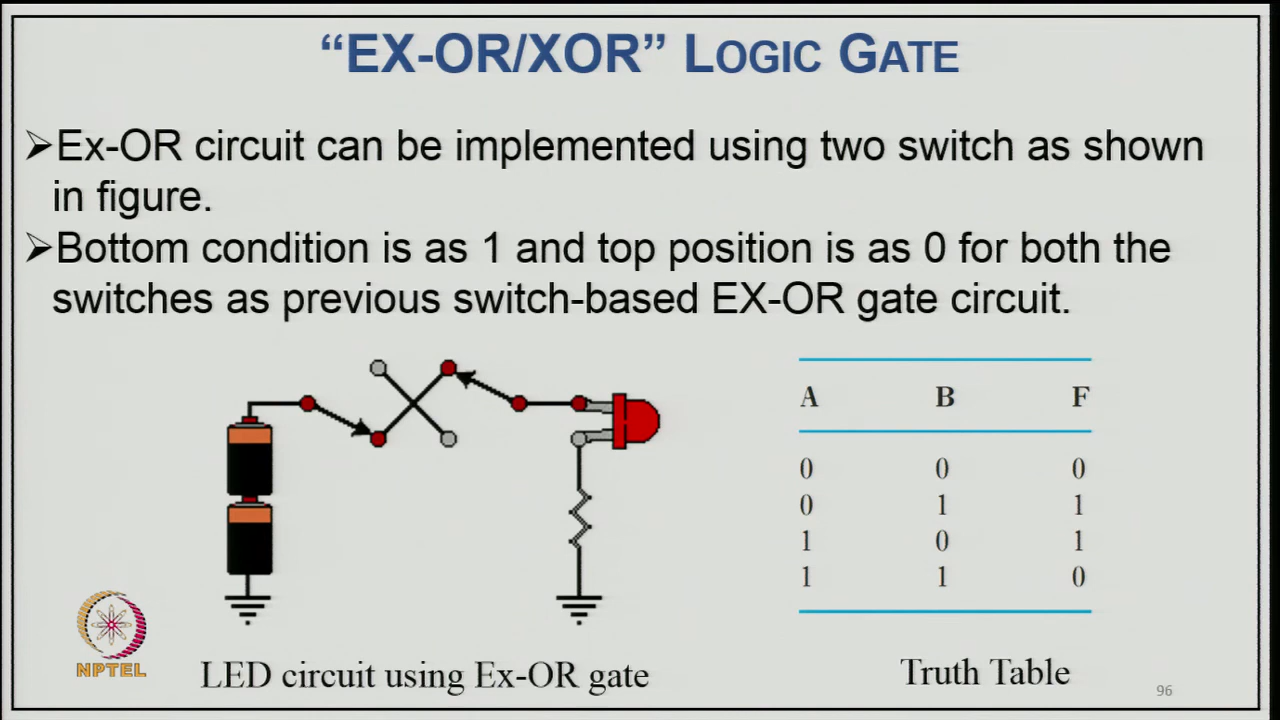 “EX-OR/XOR” LOGIC GATE
➢Ex-OR circuit can be implemented using two switch as shown
in figure.
➢Bottom condition is as 1 and top position is as 0 for both the
switches as previous switch-based EX-OR gate circuit.
A B F
0 0 0
0 1 1
1 0 1
1 1 0
NPTEL
LED circuit using Ex-OR gate
Truth Table
96